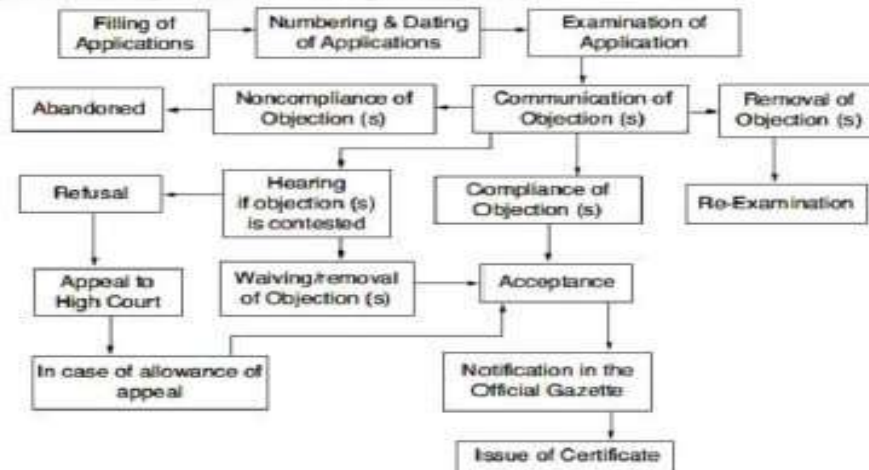 Filling of
Applications
Numbering & Dating
of Applications
Examination of
Application
Abandoned
Noncompliance of
Objection (s)
Communication of
Objection (s)
Removal of
Objection (s)
Refusal
Hearing
if objection (s)
is contested
Compliance of
Objection (s)
Re-Examination
Appeal to
High Court
Waiving/removal
of Objection (s)
Acceptance
In case of allowance of
appeal
Notification in the
Official Gazette
Issue of Certificate